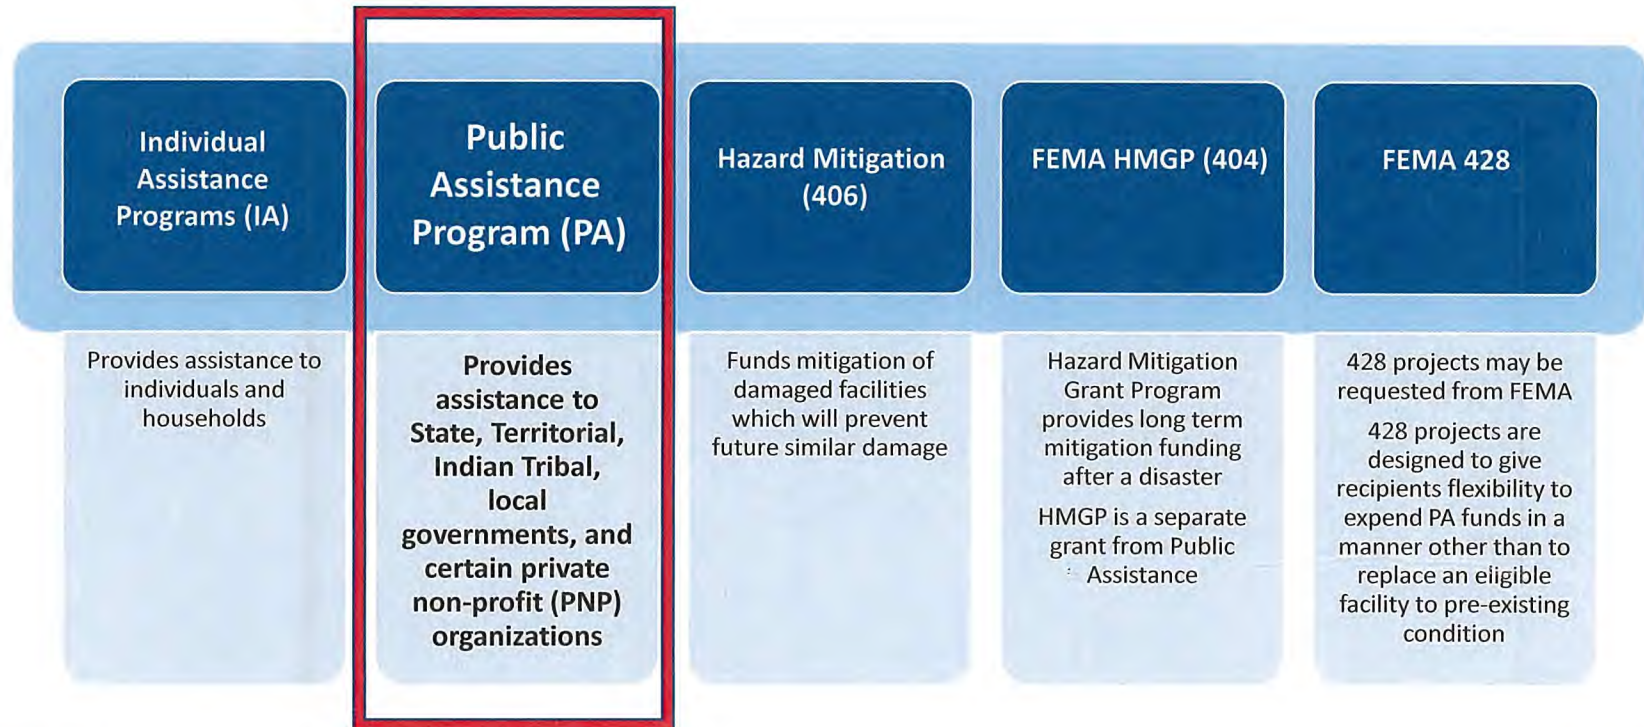 Individual
Assistance
Programs (IA)
Public
Assistance
Program (PA)
Hazard Mitigation
(406)
FEMA HMGP (404)
FEMA 428
Provides assistance to
individuals and
households
Provides
assistance to
State, Territorial,
Indian Tribal,
local
governments, and
certain private
non-profit (PNP)
organizations
Funds mitigation of
damaged facilities
which will prevent
future similar damage
Hazard Mitigation
Grant Program
provides long term
mitigation funding
after a disaster
HMGP is a separate
grant from Public
Assistance
428 projects may be
requested from FEMA
428 projects are
designed to give
recipients flexibility to
expend PA funds in a
manner other than to
replace an eligible
facility to pre-existing
condition